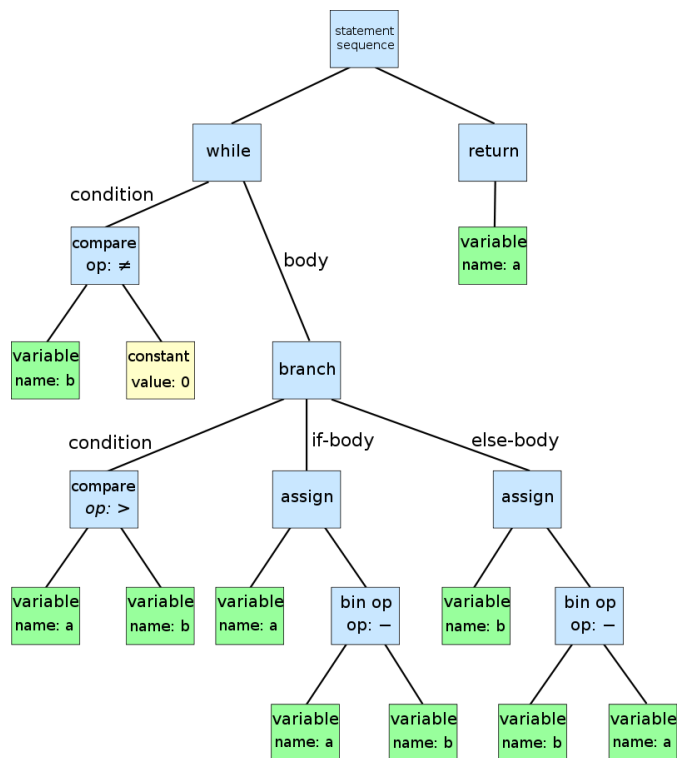 statement
sequence
while
return
condition
compare
op: ≠
variable
name: a
body
variable
name: b
constant
value: 0
branch
condition
if-body
else-body
compare
op: >
assign
assign
variable
name: a
variable
name: b
variable
name: a
bin op
op: −
variable
name: b
bin op
op: −
variable
name: a
variable
name: b
variable
name: b
variable
name: a